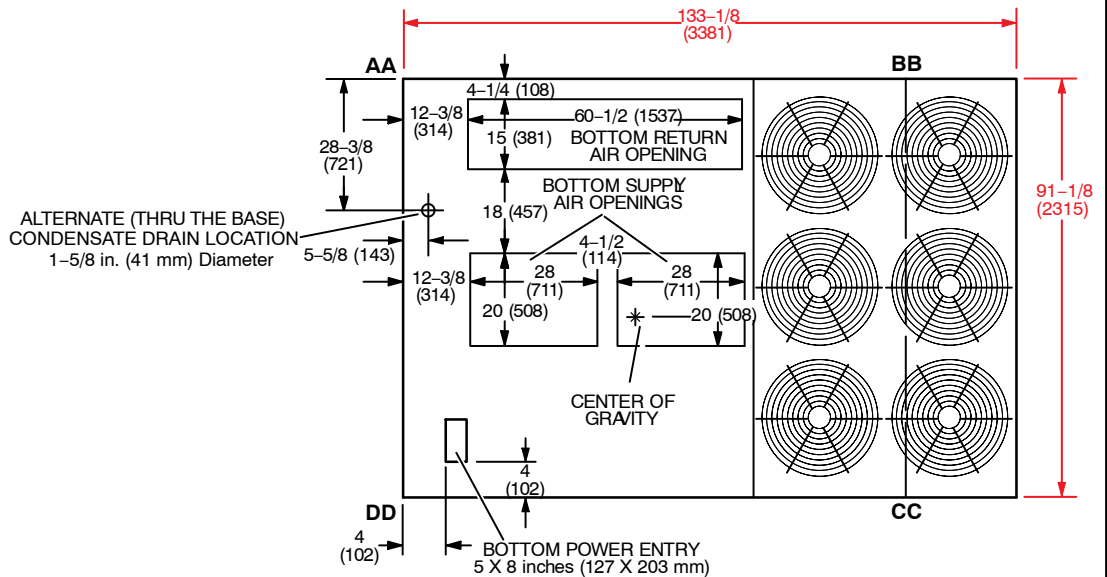 133–1/8
(3381)
AA
BB
4–1/4 (108)
12–3/8
(314)
60–1/2 (1537)
15 (381)
BOTTOM RETURN
AIR OPENING
28–3/8
(721)
91–1/8
(2315)
BOTTOM SUPPLY
AIR OPENINGS
18 (457)
ALTERNATE (THRU THE BASE)
CONDENSATE DRAIN LOCATION
1–5/8 in. (41 mm) Diameter
5–5/8 (143)
4–1/2
(114)
12–3/8
(314)
28
(711)
28
(711)
20 (508)
20 (508)
CENTER OF
GRAVITY
4
(102)
DD
CC
4
(102)
BOTTOM POWER ENTRY
5 X 8 inches (127 X 203 mm)